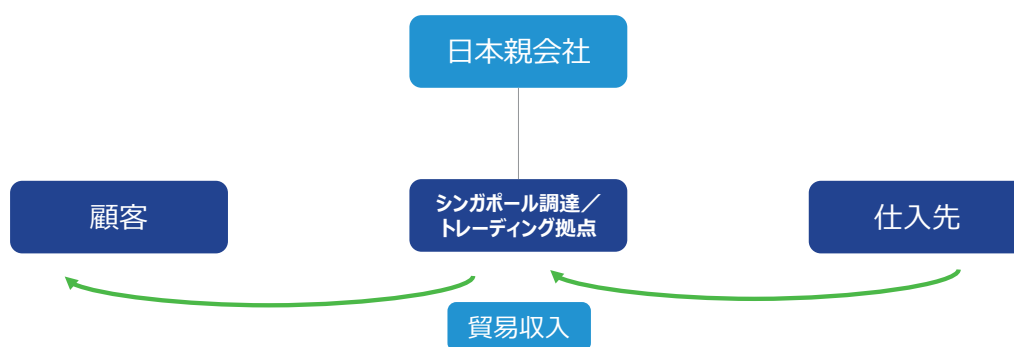 日本親会社
顧客
シンガポール調達／
トレーディング拠点
仕入先
貿易収入